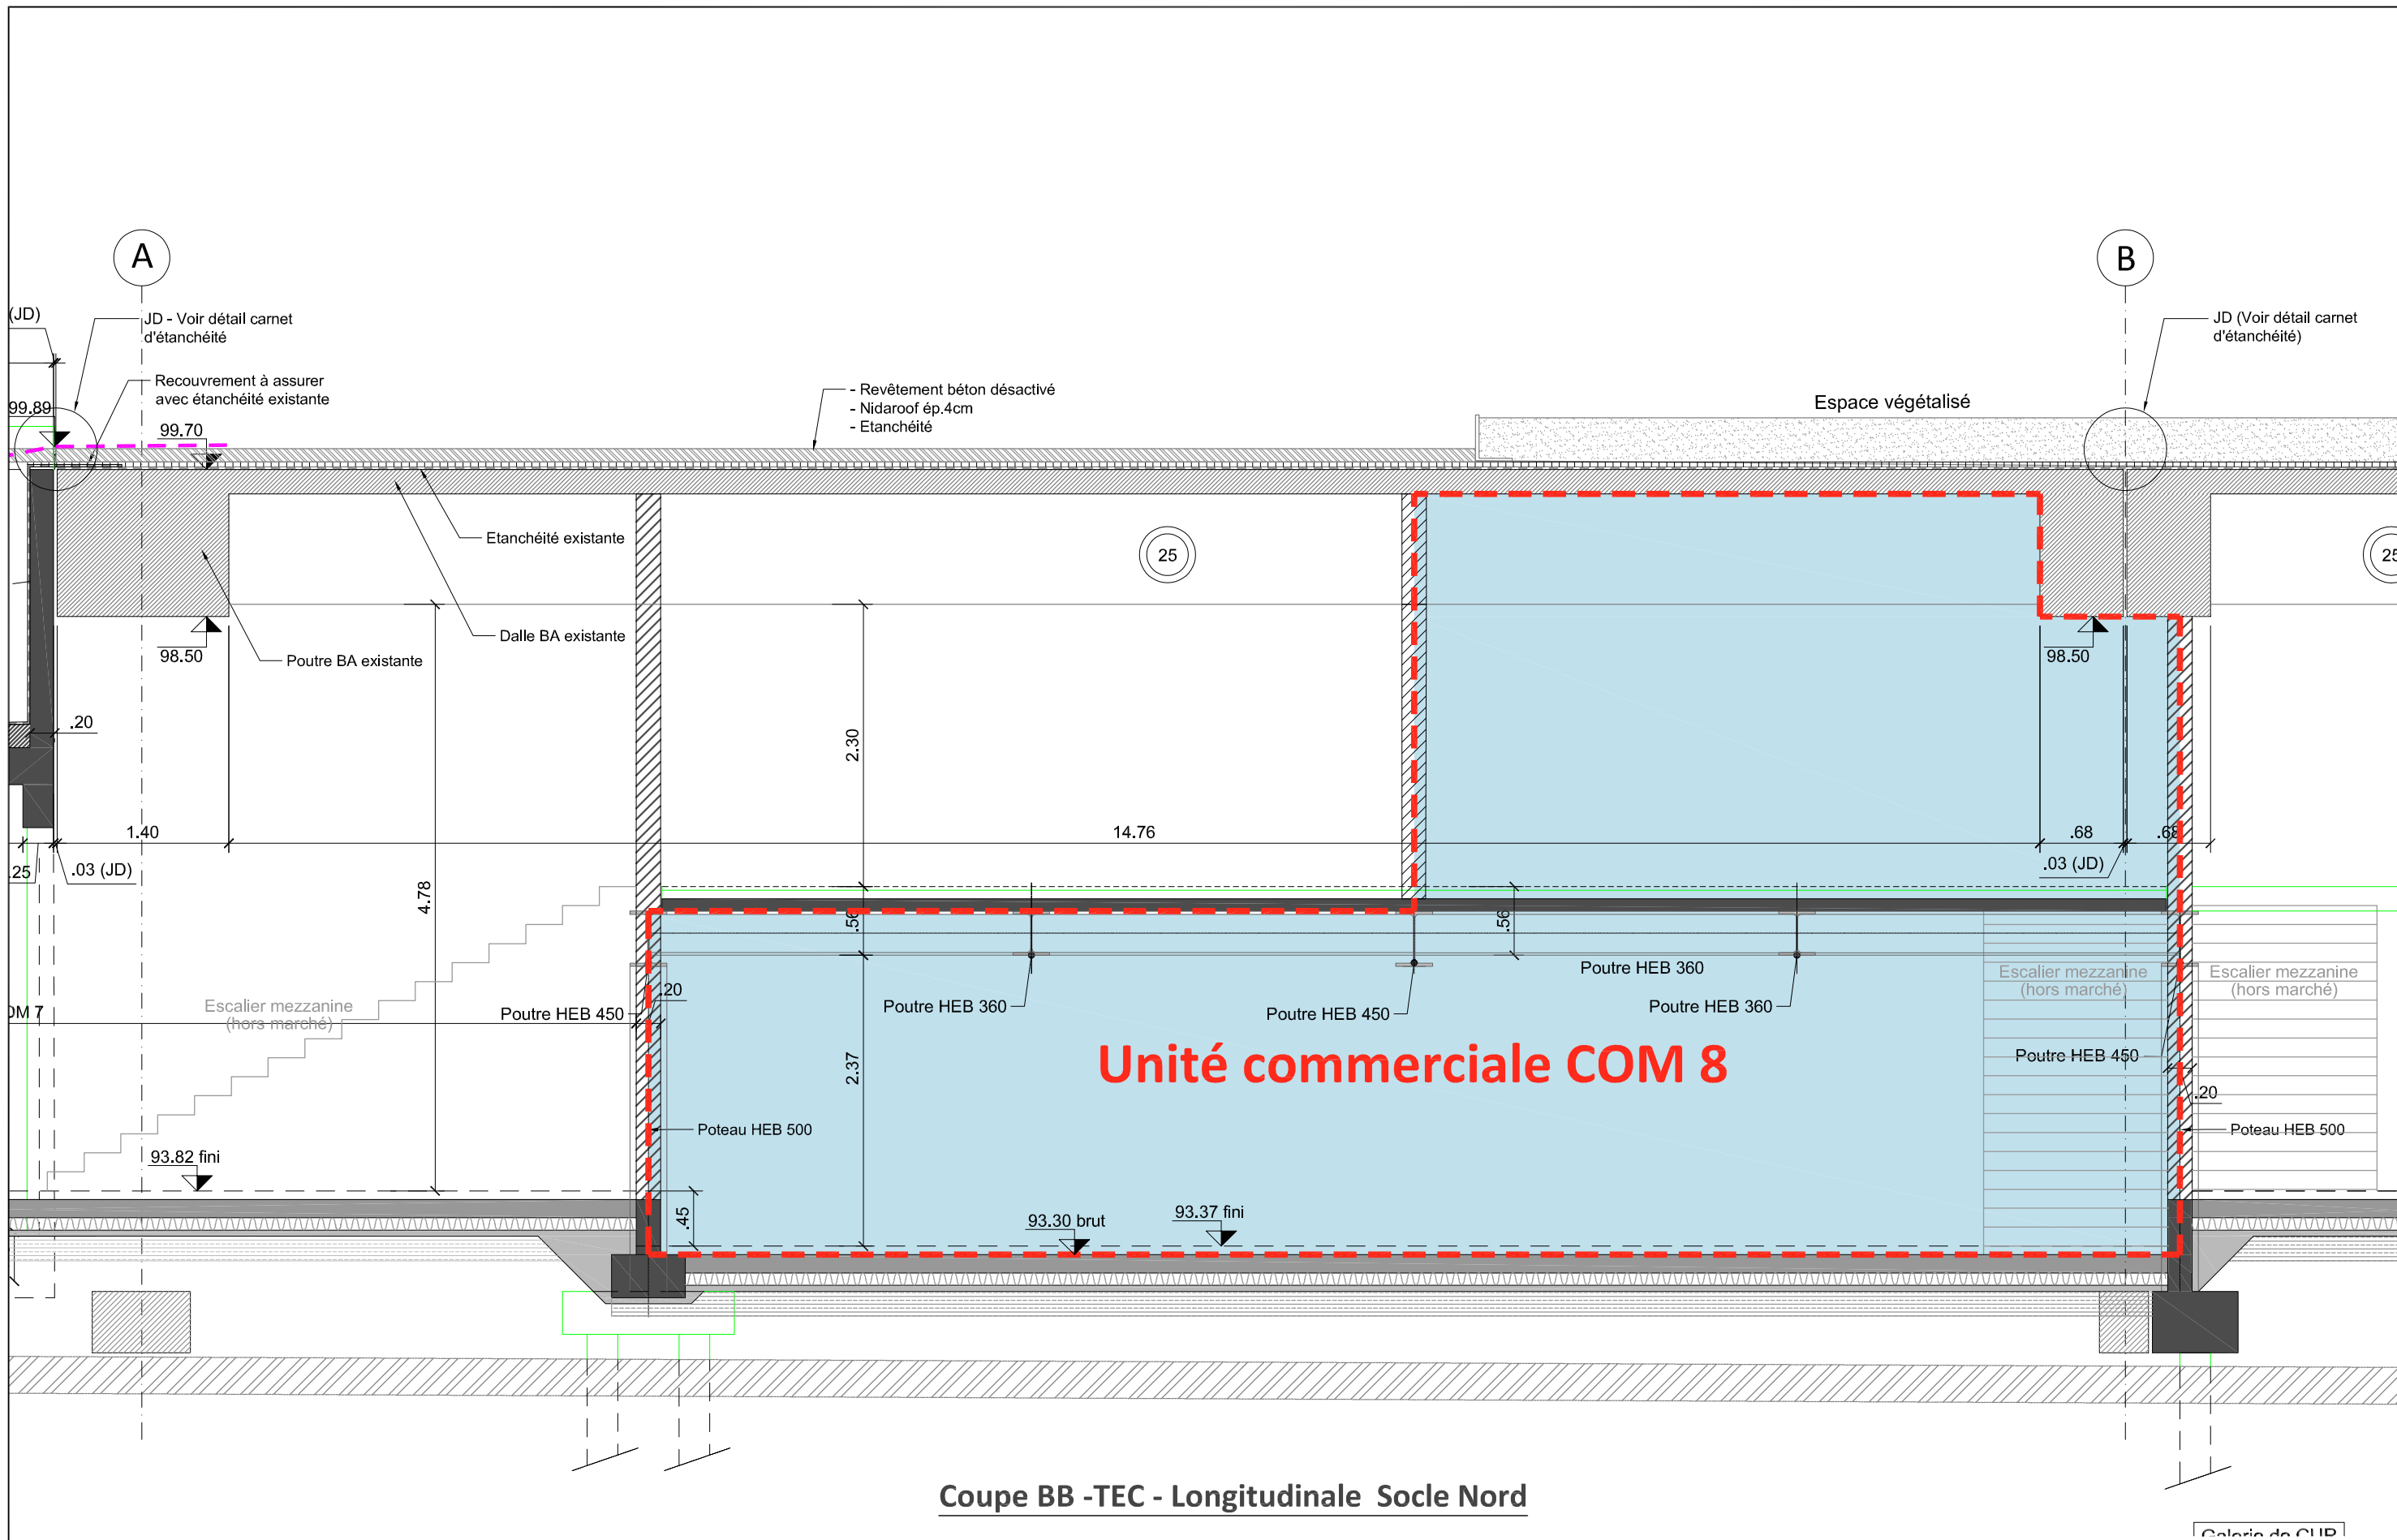 A
B
(JD)
JD - Voir détail carnet
d'étanchéité
JD (Voir détail carnet
d'étanchéité)
Recouvrement à assurer
avec étanchéité existante
- Revêtement béton désactivé
- Nidaroof ép.4cm
- Etanchéité
Espace végétalisé
99.89
99.70
Etanchéité existante
25
25
Dalle BA existante
98.50
Poutre BA existante
98.50
.20
2.30
1.40
14.76
.68
.68
.25
.03 (JD)
.03 (JD)
4.78
.56
.56
Poutre HEB 360
Escalier mezzanine
(hors marché)
Escalier mezzanine
(hors marché)
Escalier mezzanine
(hors marché)
.20
Poutre HEB 450
Poutre HEB 360
Poutre HEB 450
Poutre HEB 360
OM 7
Unité commerciale COM 8
Poutre HEB 450
2.37
.20
Poteau HEB 500
Poteau HEB 500
93.82 fini
.45
93.30 brut
93.37 fini
Coupe BB -TEC - Longitudinale Socle Nord